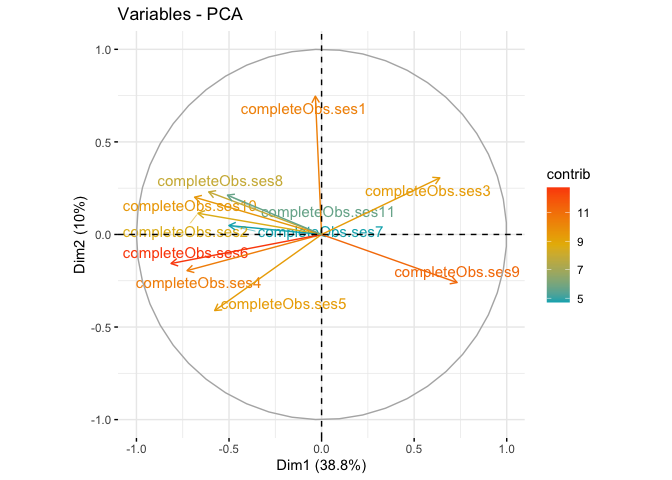 Variables - PCA
1.0
0.5
0.0
-0.5
-1.0
Dim2 (10%)
completeObs.ses1
completeObs.ses8
completeObs.ses3
completeObs.ses10
completeObs.ses11
completeObs.ses2
completeObs.ses7
completeObs.ses6
completeObs.ses9
completeObs.ses4
completeObs.ses5
contrib
11
9
7
5
-1.0
-0.5
0.0
0.5
1.0
Dim1 (38.8%)